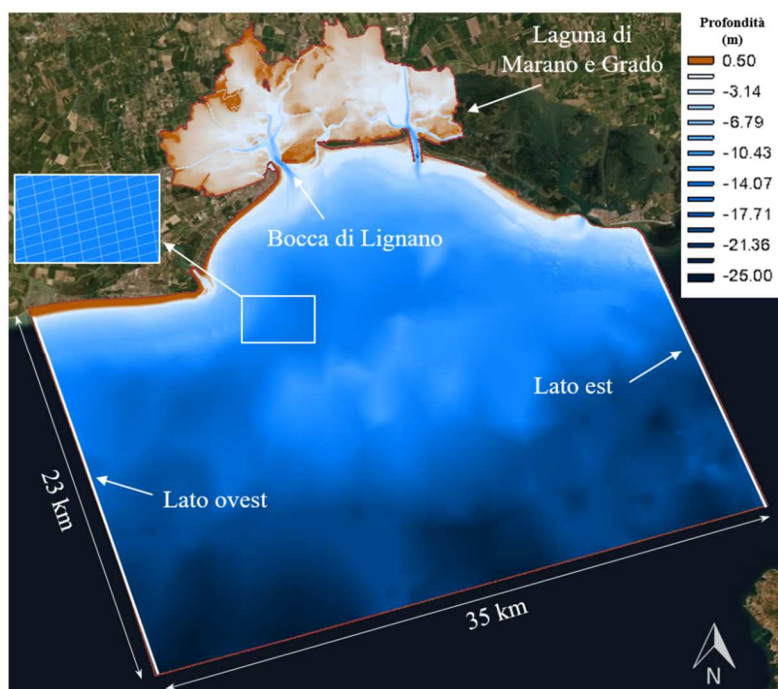 Profondità
(m)
0.50
-3.14
-6.79
-10.43
-14.07
-17.71
-21.36
-25.00
Laguna di
Marano e Grado
Bocca di Lignano
Lato est
Lato ovest
23 km
35 km
N